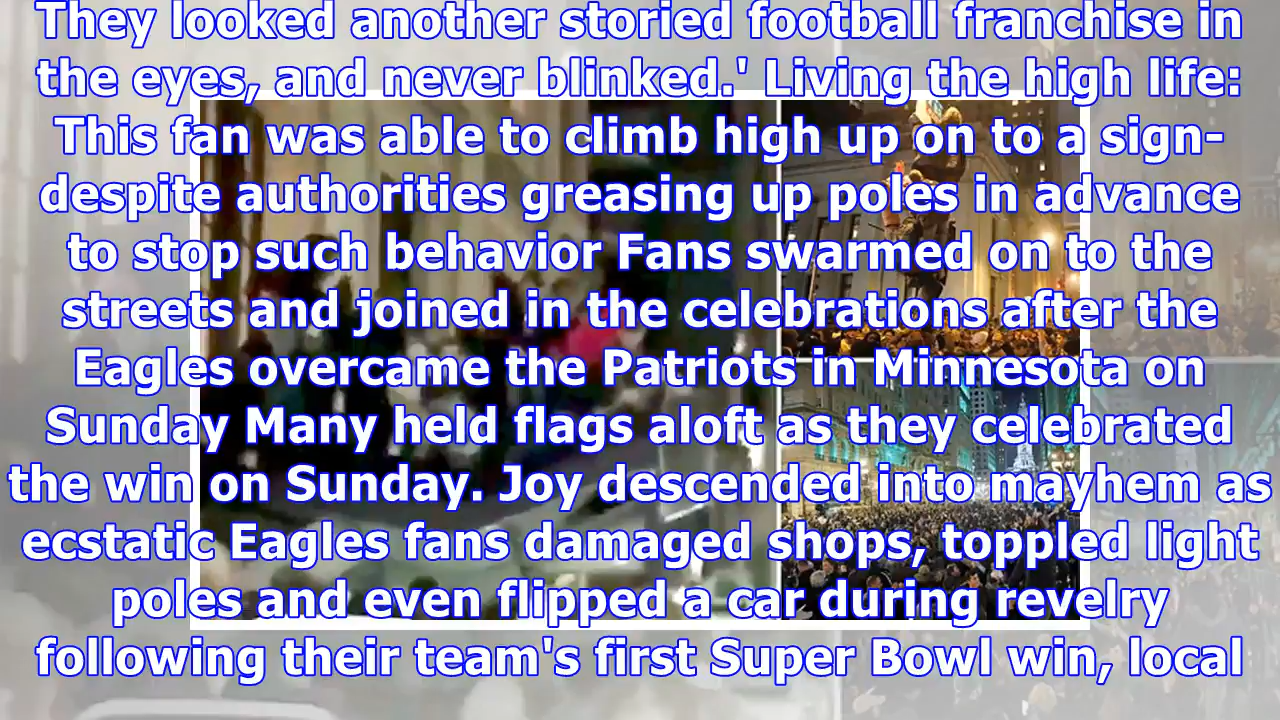 They looked another storied football franchise in
the eyes, and never blinked.' Living the high life:
This fan was able to climb high up on to a sign-
despite authorities greasing up poles in advance
to stop such behavior Fans swarmed on to the
streets and joined in the celebrations after the
Eagles overcame the Patriots in Minnesota on
Sunday Many held flags aloft as they celebrated
the win on Sunday. Joy descended into mayhem as
ecstatic Eagles fans damaged shops, toppled light
poles and even flipped a car during revelry
following their team's first Super Bowl win, local